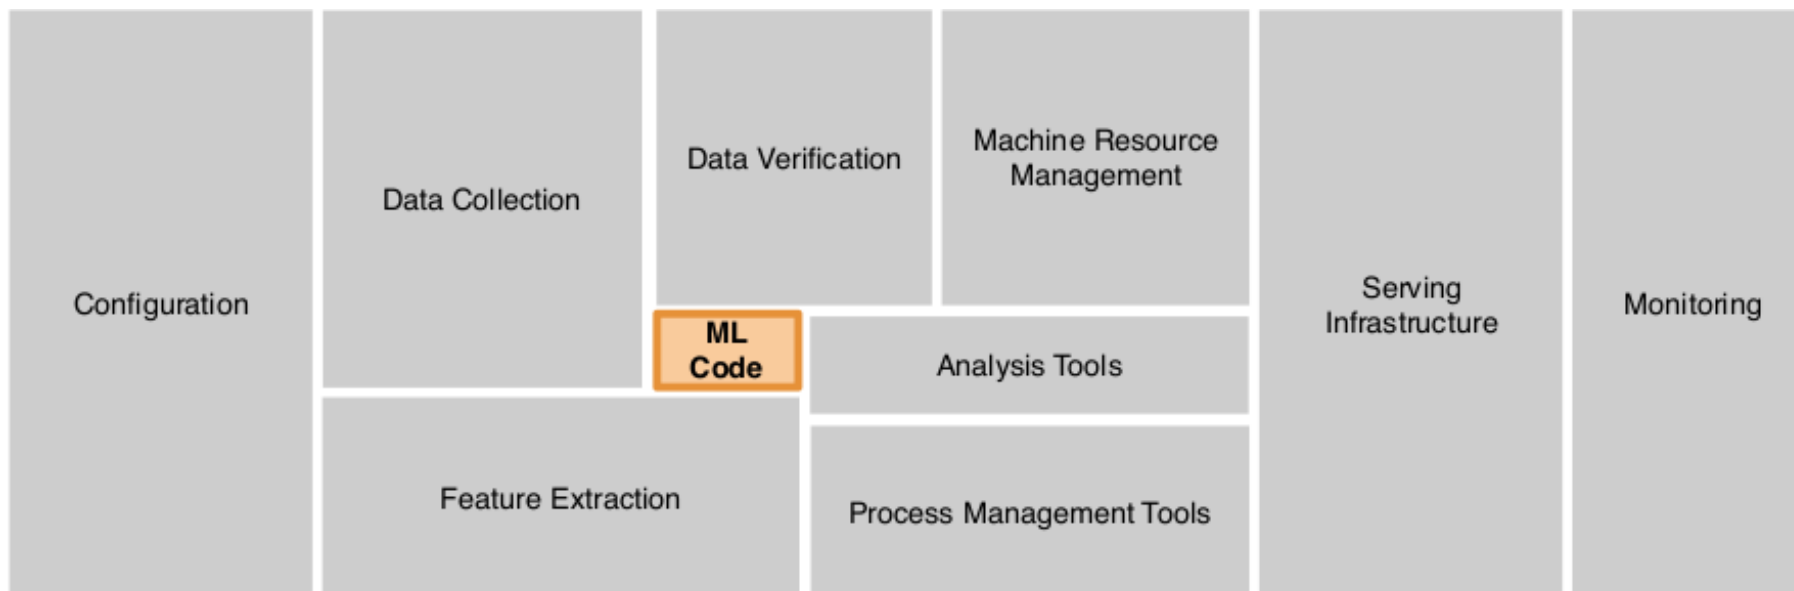 Configuration
Data Collection
Data Verification
Machine Resource
Management
ML
Code
Analysis Tools
Feature Extraction
Process Management Tools
Serving
Infrastructure
Monitoring